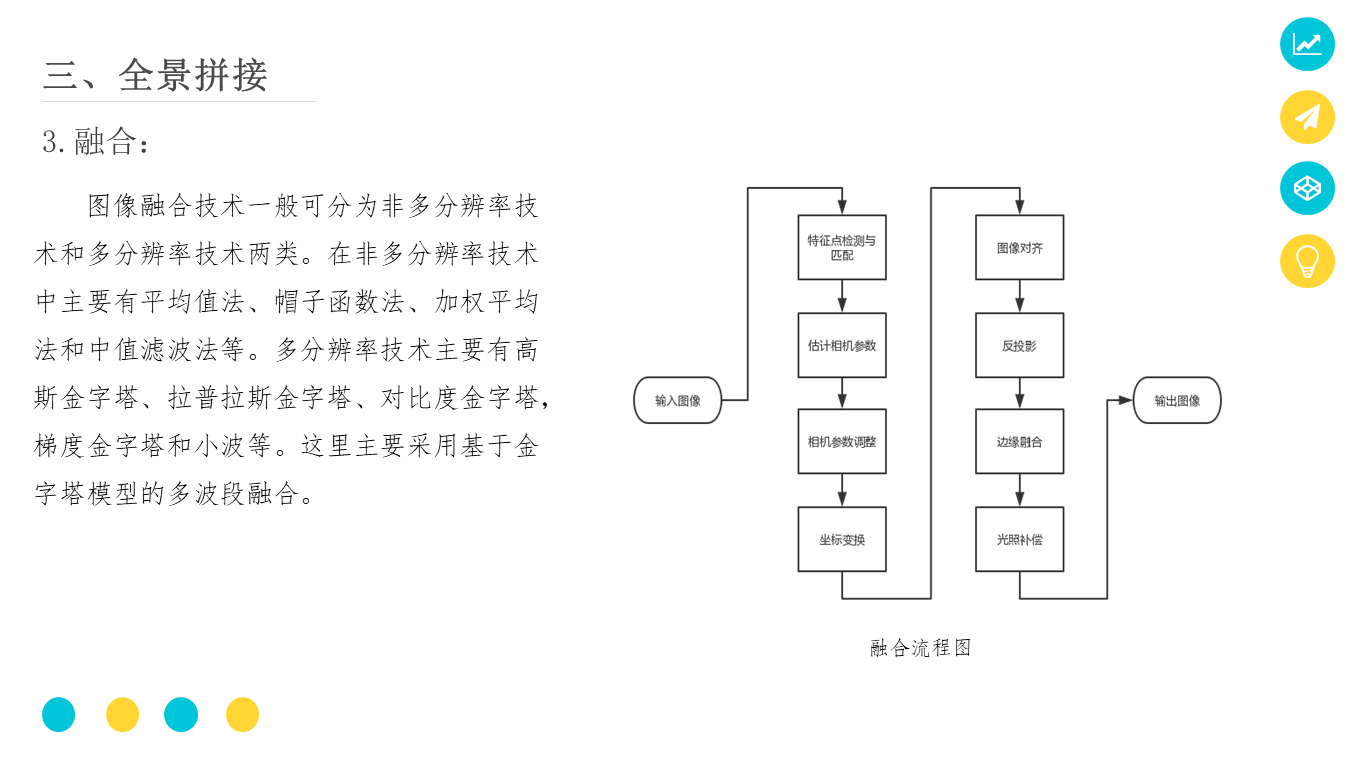 三、全景拼接
3.融合：
图像融合技术一般可分为非多分辨率技
术和多分辨率技术两类。在非多分辨率技术
中主要有平均值法、帽子函数法、加权平均
法和中值滤波法等。多分辨率技术主要有高
斯金字塔、拉普拉斯金字塔、对比度金字塔，
梯度金字塔和小波等。这里主要采用基于金
字塔模型的多波段融合。
输入图像
特征点检测与
匹配
估计相机参数
相机参数调整
坐标变换
图像对齐
反投影
边缘融合
光照补偿
输出图像
融合流程图